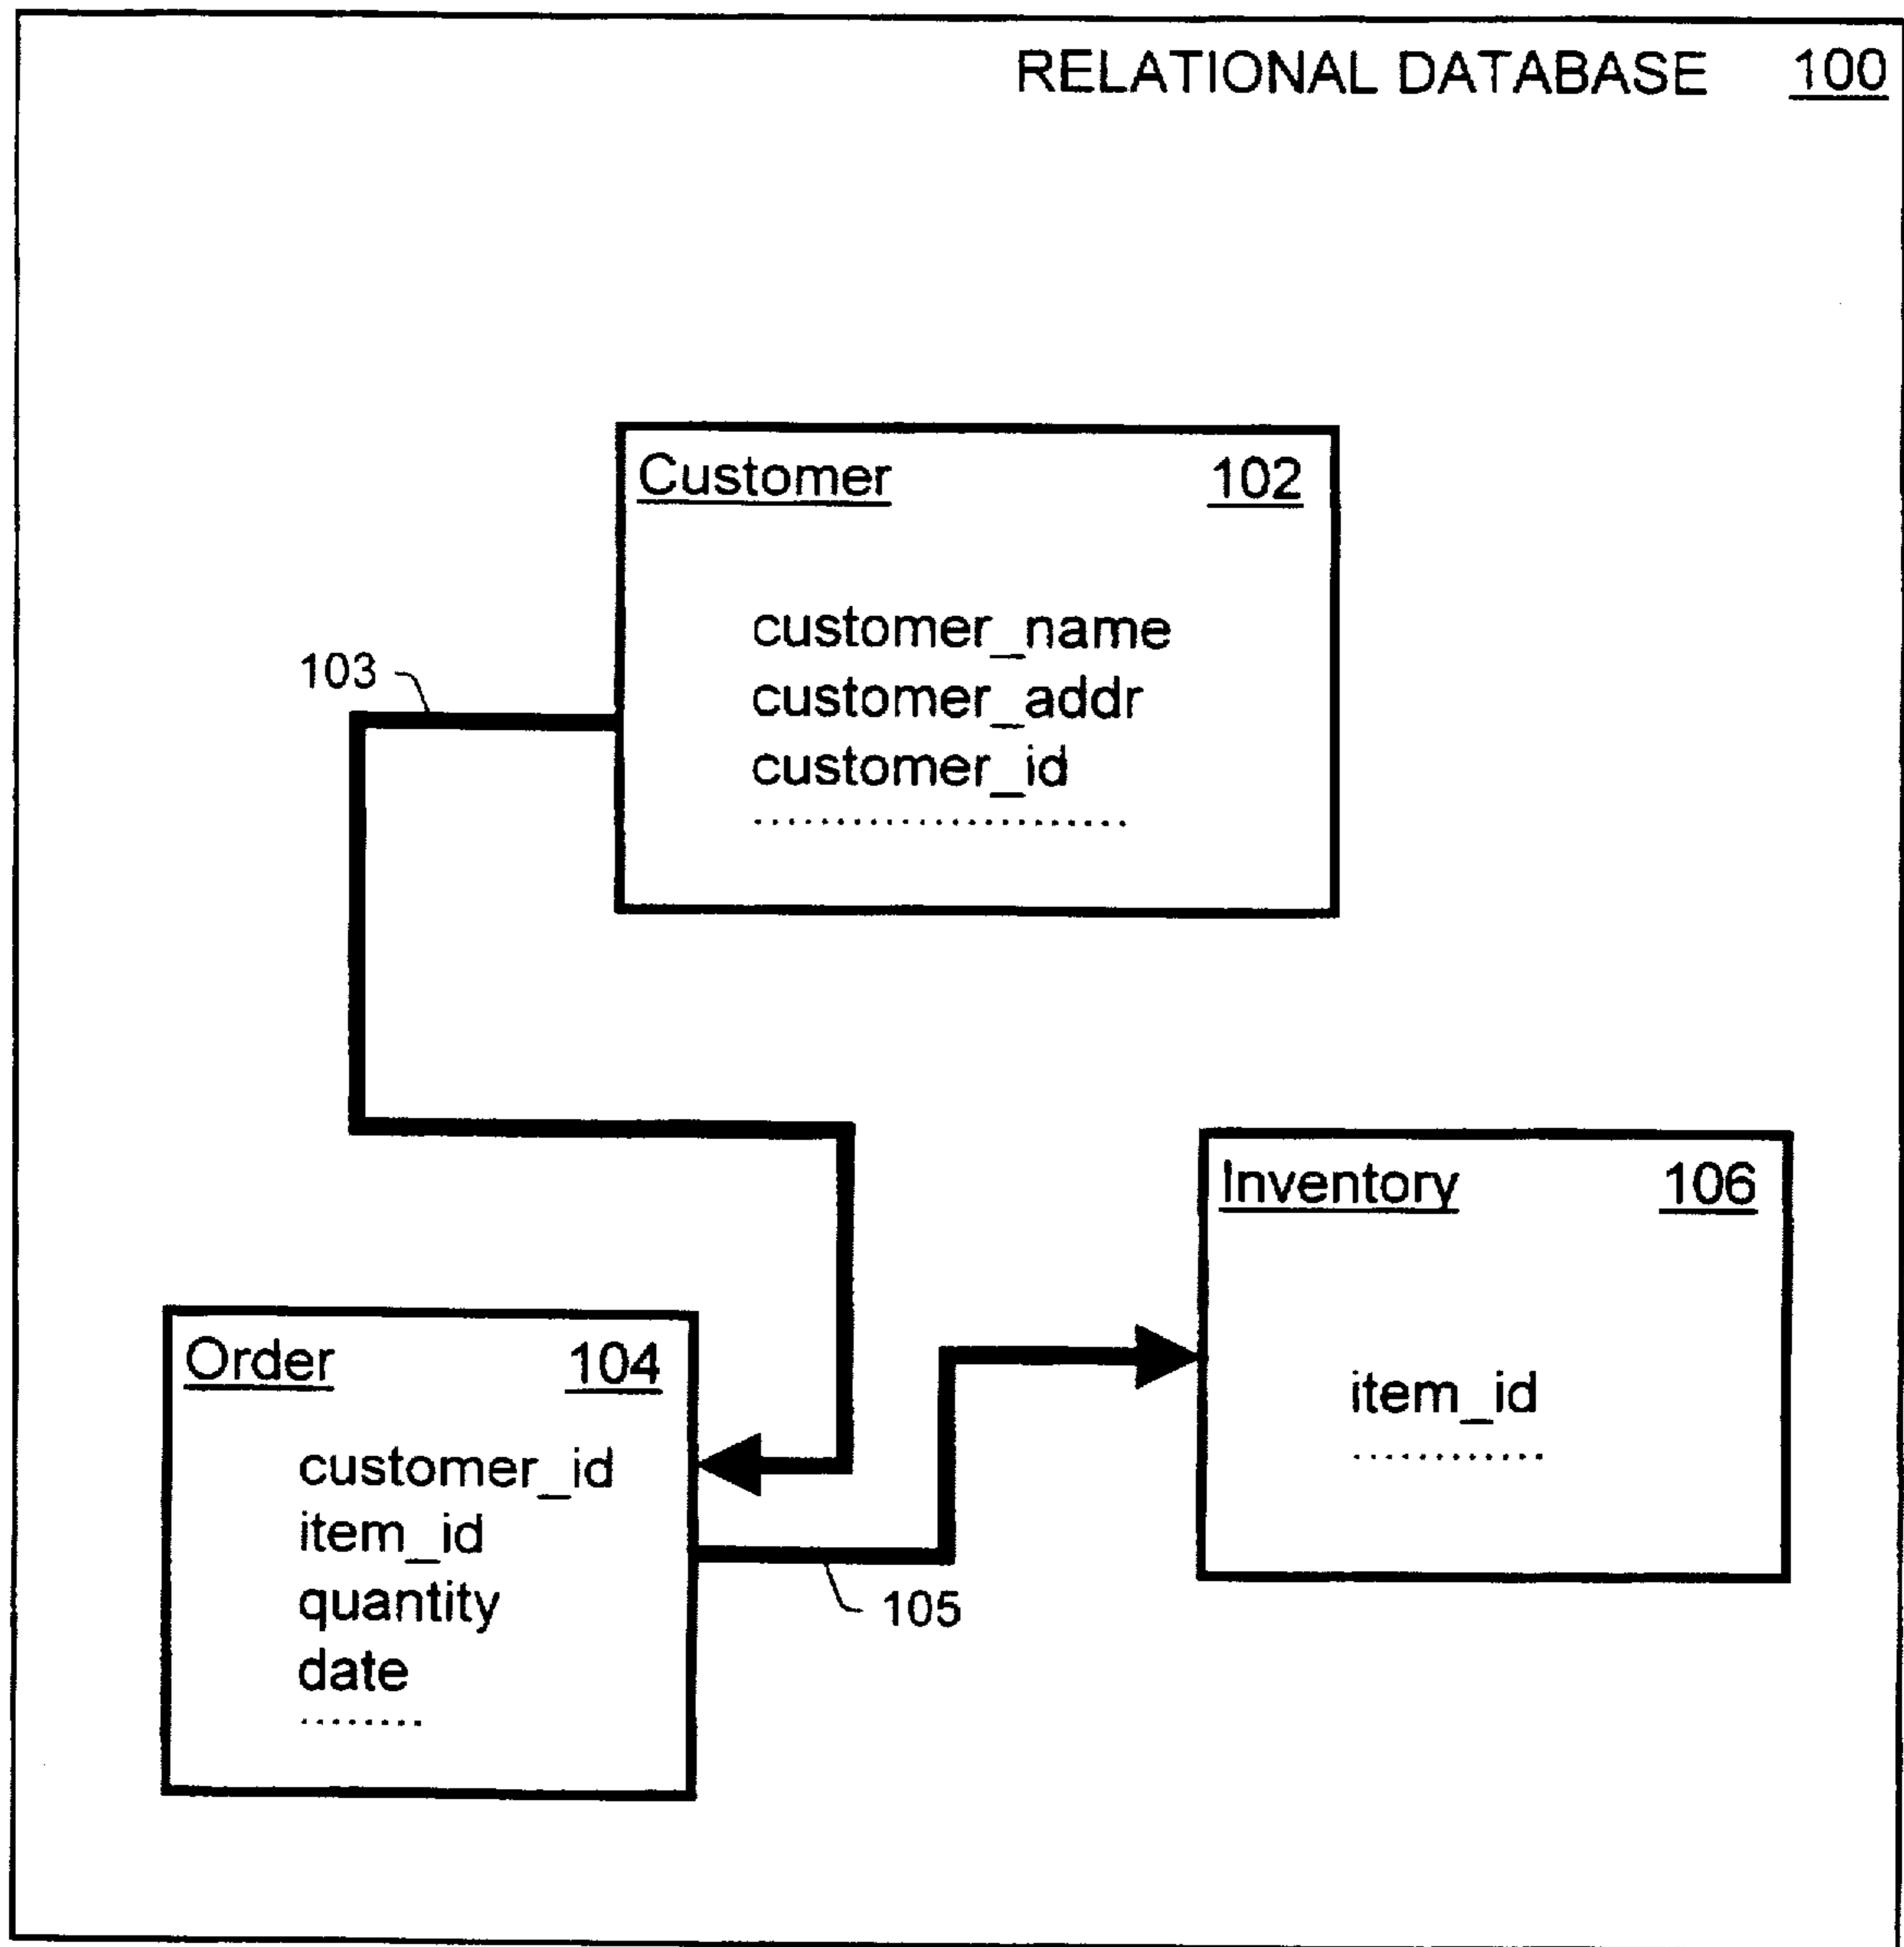 RELATIONAL DATABASE 100
Customer 102
customer_name
customer_addr
customer_id
.......................
103
Inventory 106
item_id
............
Order 104
customer_id
item_id
quantity
date
........
105